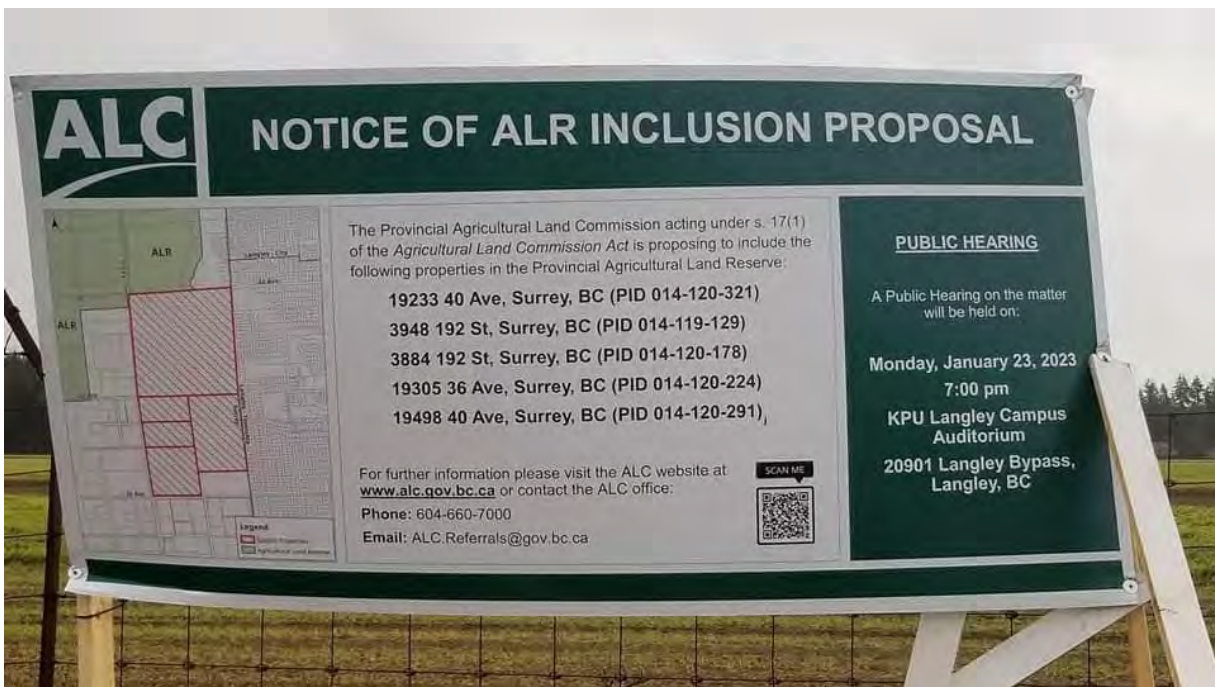 ALC
NOTICE OF ALR INCLUSION PROPOSAL
ALR
ALR
Langley City
Legend
Agricultural Land Reserve
The Provincial Agricultural Land Commission acting under s. 17(1)
of the Agricultural Land Commission Act is proposing to include the
following properties in the Provincial Agricultural Land Reserve:
19233 40 Ave, Surrey, BC (PID 014-120-321)
3948 192 St, Surrey, BC (PID 014-119-129)
3884 192 St, Surrey, BC (PID 014-120-178)
19305 36 Ave, Surrey, BC (PID 014-120-224)
19498 40 Ave, Surrey, BC (PID 014-120-291),
For further information please visit the ALC website at
www.alc.gov.bc.ca or contact the ALC office:
Phone: 604-660-7000
Email: ALC.Referrals@gov.bc.ca
SCAN ME
PUBLIC HEARING
A Public Hearing on the matter
will be held on:
Monday, January 23, 2023
7:00 pm
KPU Langley Campus
Auditorium
20901 Langley Bypass,
Langley, BC